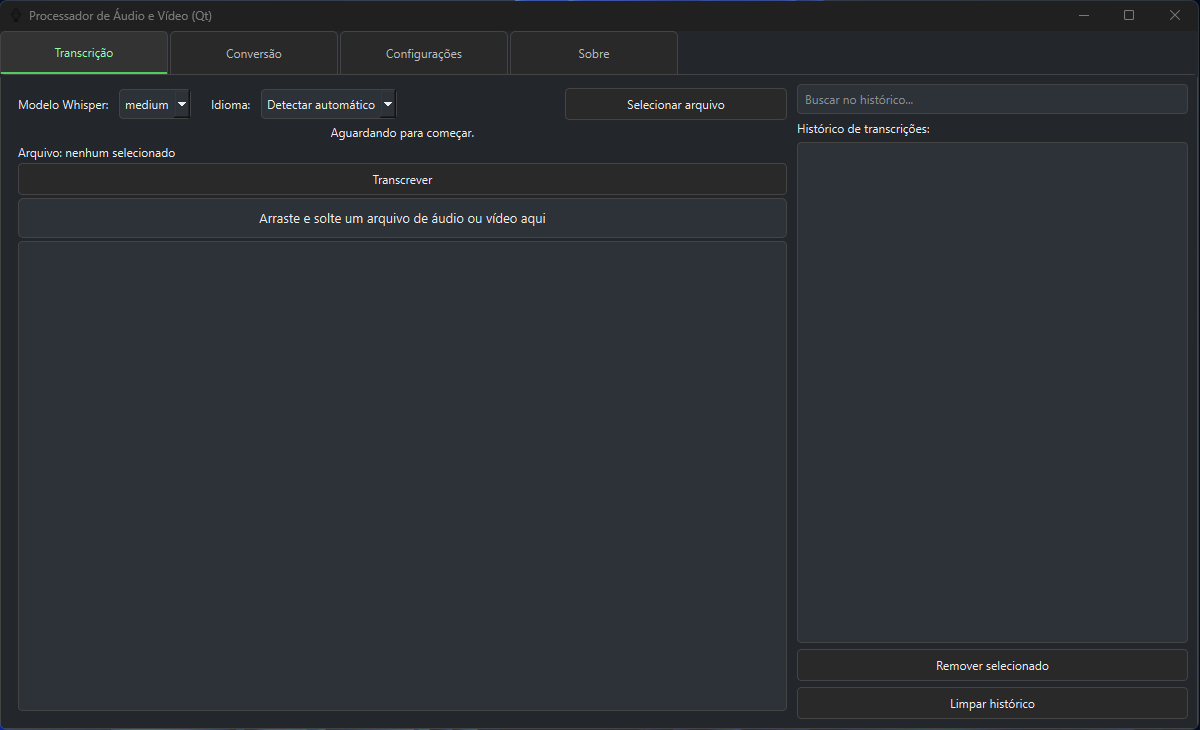 Processador de Áudio e Vídeo (Qt)
Transcrição
Conversão
Configurações
Sobre
Modelo Whisper:
medium
Idioma:
Detectar automático
Selecionar arquivo
Aguardando para começar.
Arquivo: nenhum selecionado
Transcrever
Arraste e solte um arquivo de áudio ou vídeo aqui
Buscar no histórico...
Histórico de transcrições:
Remover selecionado
Limpar histórico